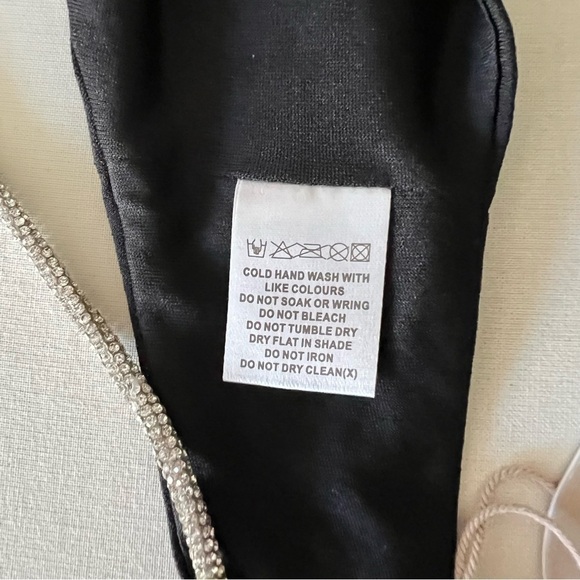 COLD HAND WASH WITH
LIKE COLOURS
DO NOT SOAK OR WRING
DO NOT BLEACH
DO NOT TUMBLE DRY
DRY FLAT IN SHADE
DO NOT IRON
DO NOT DRY CLEAN(X)